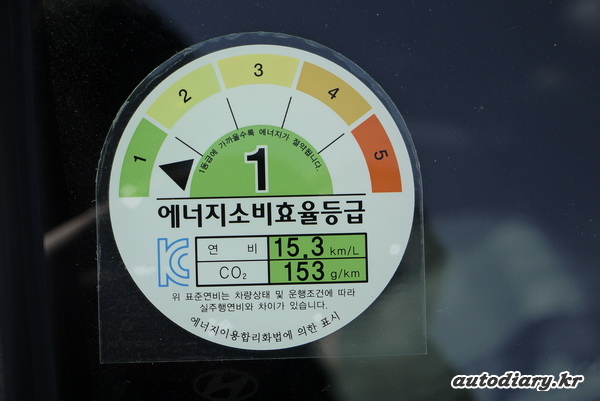 1
2
3
4
5
1등급에 가까울수록 에너지가 절약됩니다.
1
에너지소비효율등급
연 비 15.3 km/L
CO₂ 153 g/km
위 표준연비는 차량상태 및 운행조건에 따라
실주행연비와 차이가 있습니다.
에너지이용합리화법에 의한 표시
autodiary.kr